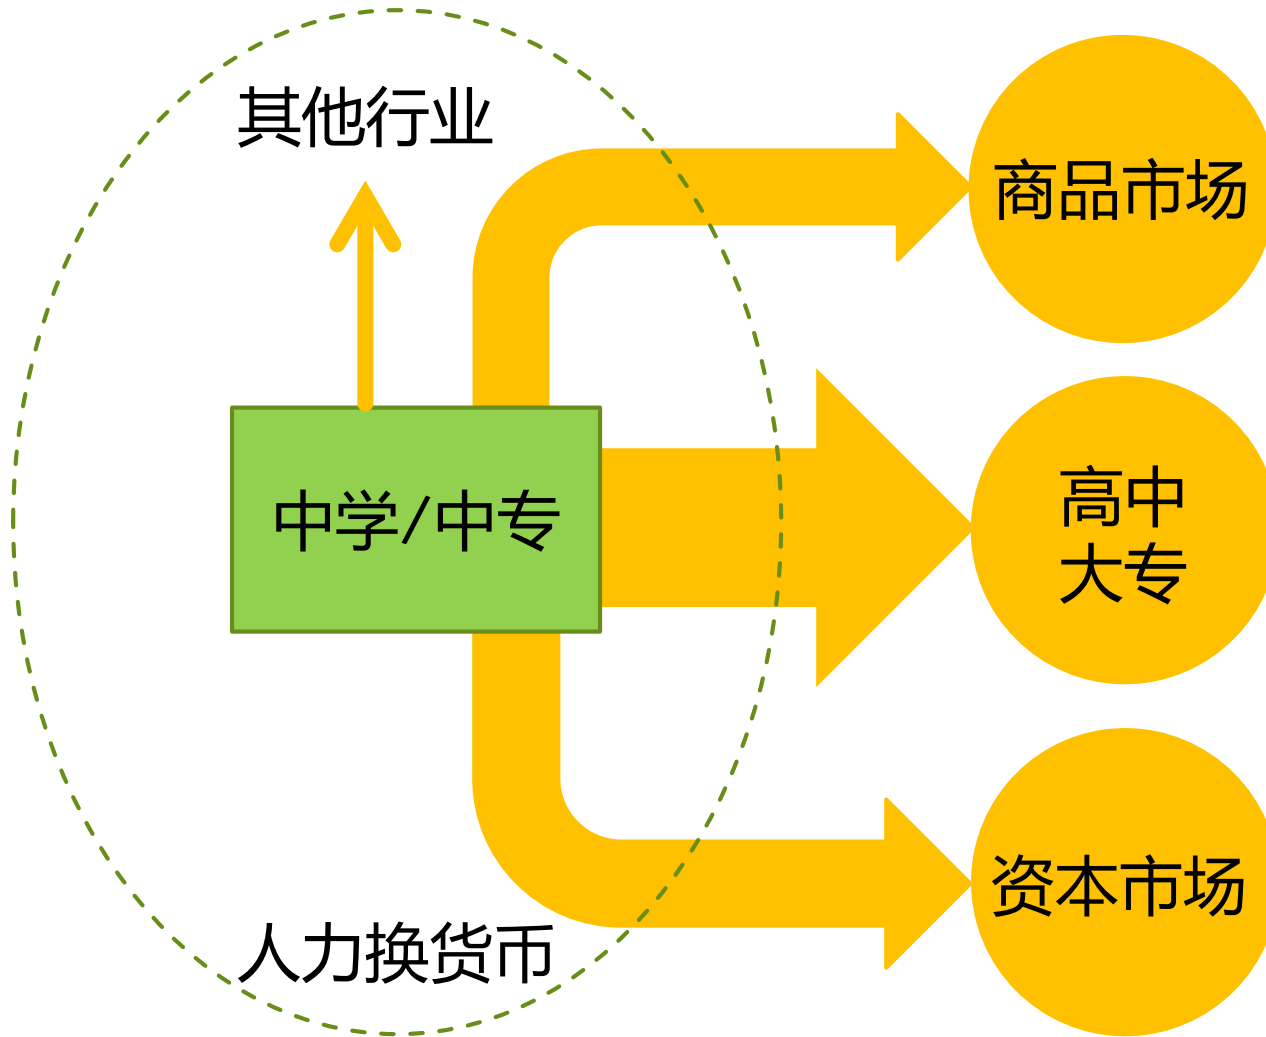 其他行业
商品市场
中学/中专
高中
大专
资本市场
人力换货币